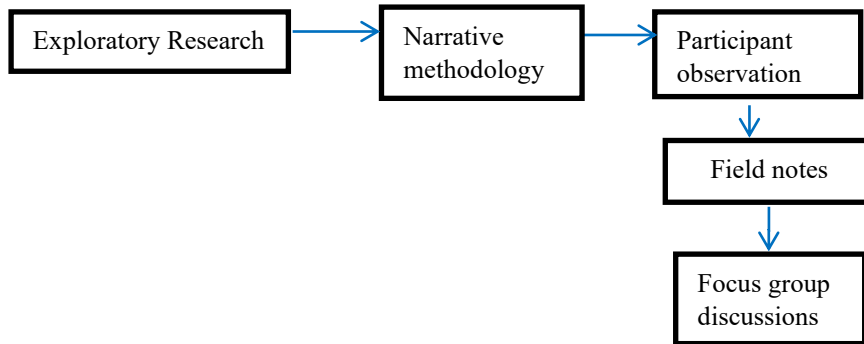 Exploratory Research
Narrative
methodology
Participant
observation
Field notes
Focus group
discussions